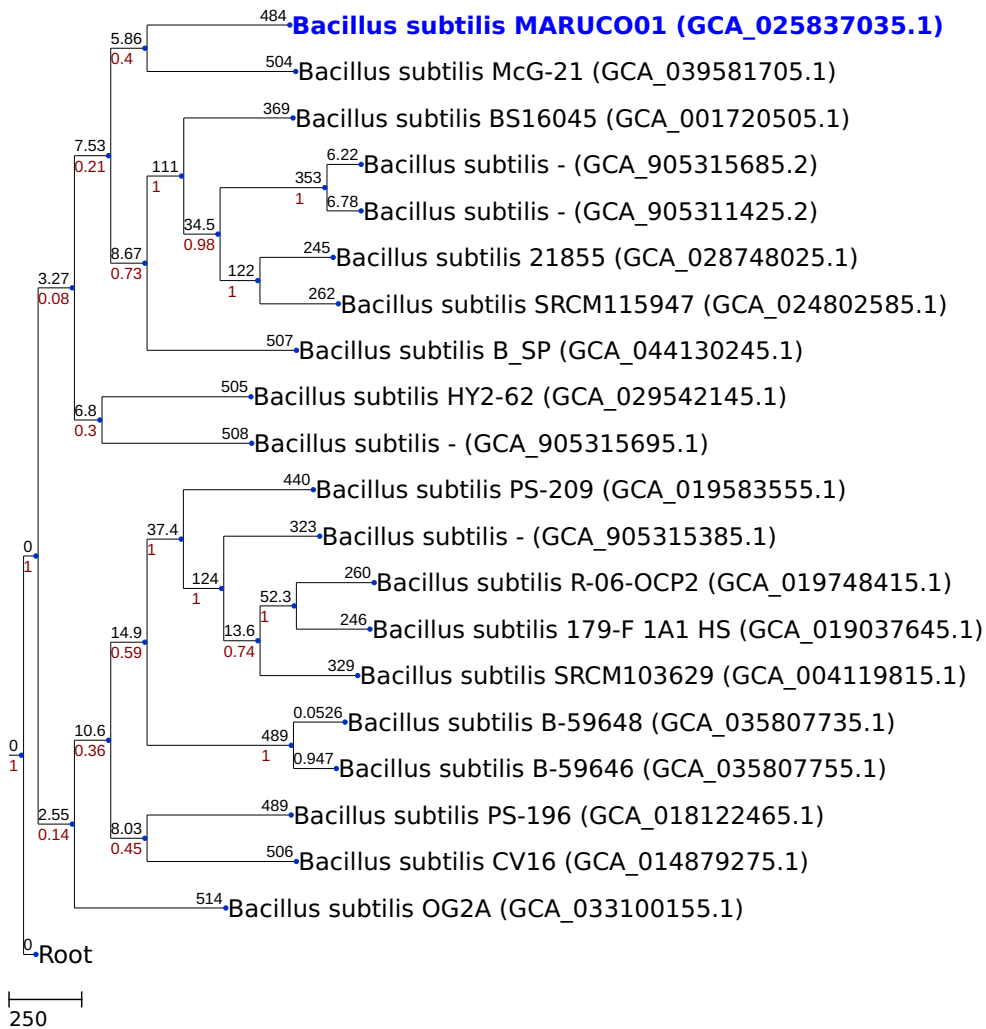 484
Bacillus subtilis MARUCO01 (GCA_025837035.1)
5.86
0.4
504
Bacillus subtilis McG-21 (GCA_039581705.1)
369
Bacillus subtilis BS16045 (GCA_001720505.1)
7.53
0.21
111
1
6.22
Bacillus subtilis - (GCA_905315685.2)
353
1
6.78
Bacillus subtilis - (GCA_905311425.2)
34.5
0.98
8.67
0.73
245
Bacillus subtilis 21855 (GCA_028748025.1)
122
1
3.27
0.08
262
Bacillus subtilis SRCM115947 (GCA_024802585.1)
507
Bacillus subtilis B_SP (GCA_044130245.1)
505
Bacillus subtilis HY2-62 (GCA_029542145.1)
6.8
0.3
508
Bacillus subtilis - (GCA_905315695.1)
440
Bacillus subtilis PS-209 (GCA_019583555.1)
37.4
1
323
Bacillus subtilis - (GCA_905315385.1)
0
1
124
1
260
Bacillus subtilis R-06-OCP2 (GCA_019748415.1)
52.3
1
246
Bacillus subtilis 179-F 1A1 HS (GCA_019037645.1)
14.9
0.59
13.6
0.74
329
Bacillus subtilis SRCM103629 (GCA_004119815.1)
0.0526
Bacillus subtilis B-59648 (GCA_035807735.1)
10.6
0.36
489
1
0
1
0.947
Bacillus subtilis B-59646 (GCA_035807755.1)
489
Bacillus subtilis PS-196 (GCA_018122465.1)
2.55
0.14
8.03
0.45
506
Bacillus subtilis CV16 (GCA_014879275.1)
514
Bacillus subtilis OG2A (GCA_033100155.1)
0
Root
250